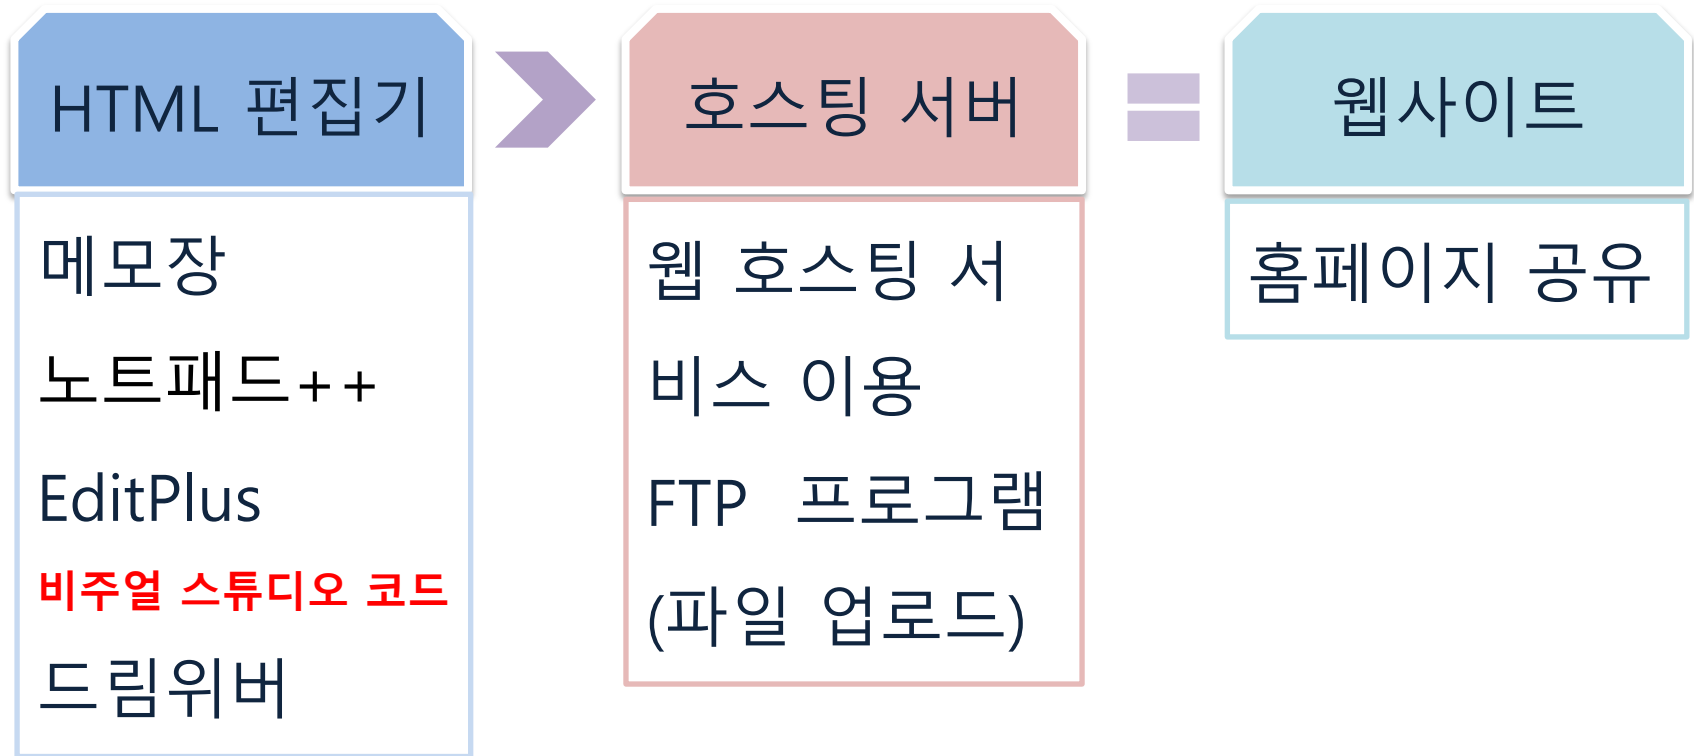 HTML 편집기
메모장
노트패드++
EditPlus
비주얼 스튜디오 코드
드림위버
호스팅 서버
웹 호스팅 서
비스 이용
FTP 프로그램
(파일 업로드)
웹사이트
홈페이지 공유